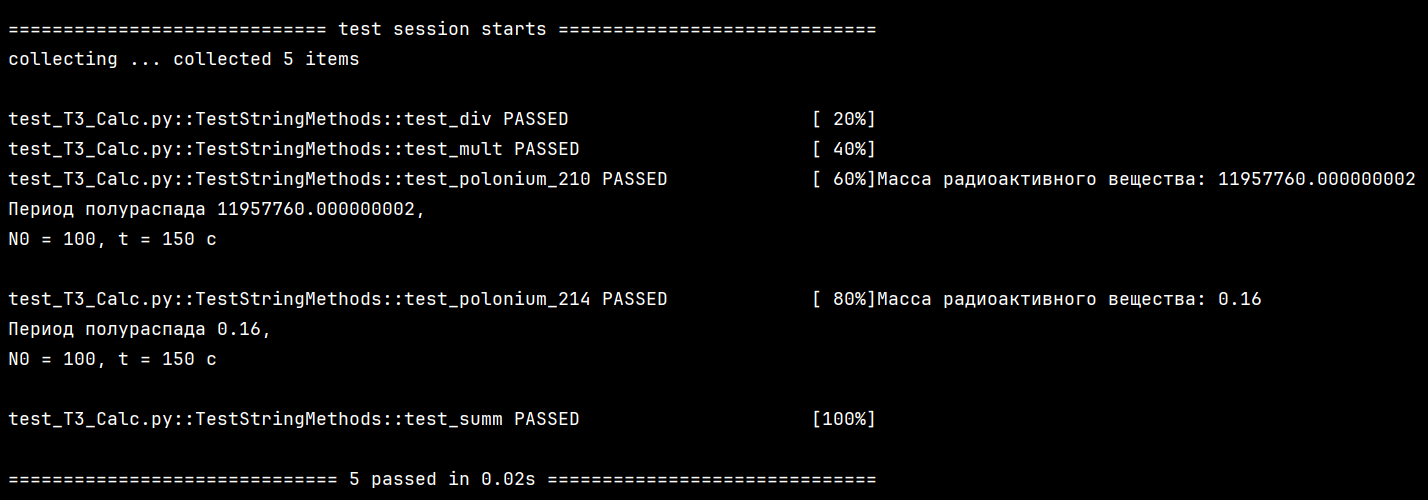 ============================= test session starts =============================
collecting ... collected 5 items
test_T3_Calc.py::TestStringMethods::test_div PASSED                      [ 20%]
test_T3_Calc.py::TestStringMethods::test_mult PASSED                     [ 40%]
test_T3_Calc.py::TestStringMethods::test_polonium_210 PASSED             [ 60%]Масса радиоактивного вещества: 11957760.000000002
Период полураспада 11957760.000000002,
N0 = 100, t = 150 с
test_T3_Calc.py::TestStringMethods::test_polonium_214 PASSED             [ 80%]Масса радиоактивного вещества: 0.16
Период полураспада 0.16,
N0 = 100, t = 150 с
test_T3_Calc.py::TestStringMethods::test_summ PASSED                     [100%]
============================== 5 passed in 0.02s ==============================